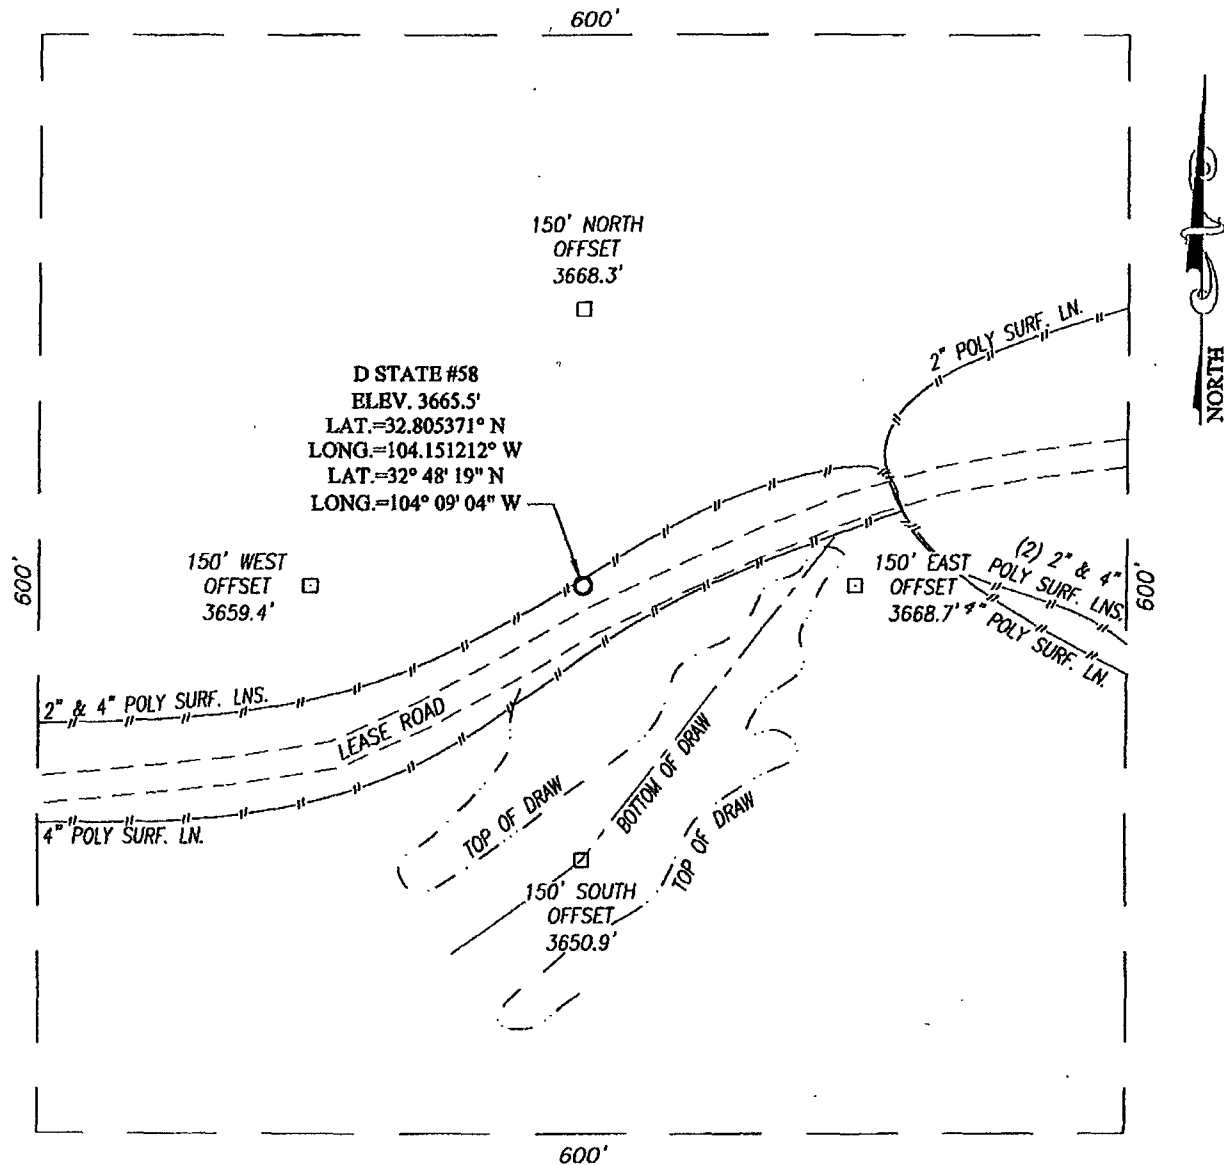 600'
150' NORTH
OFFSET
3668.3'
2" POLY SURF. LN.
NORTH
D STATE #58
ELEV. 3665.5'
LAT.=32.805371° N
LONG.=104.151212° W
LAT.=32° 48' 19" N
LONG.=104° 09' 04" W
600'
150' WEST
OFFSET
3659.4'
150' EAST
OFFSET
3668.7'
(2) 2" & 4"
POLY SURF. LNS.
600'
4" POLY SURF. LN.
2" & 4" POLY SURF. LNS.
LEASE ROAD
4" POLY SURF. LN.
TOP OF DRAW
BOTTOM OF DRAW
TOP OF DRAW
150' SOUTH
OFFSET
3650.9'
600'